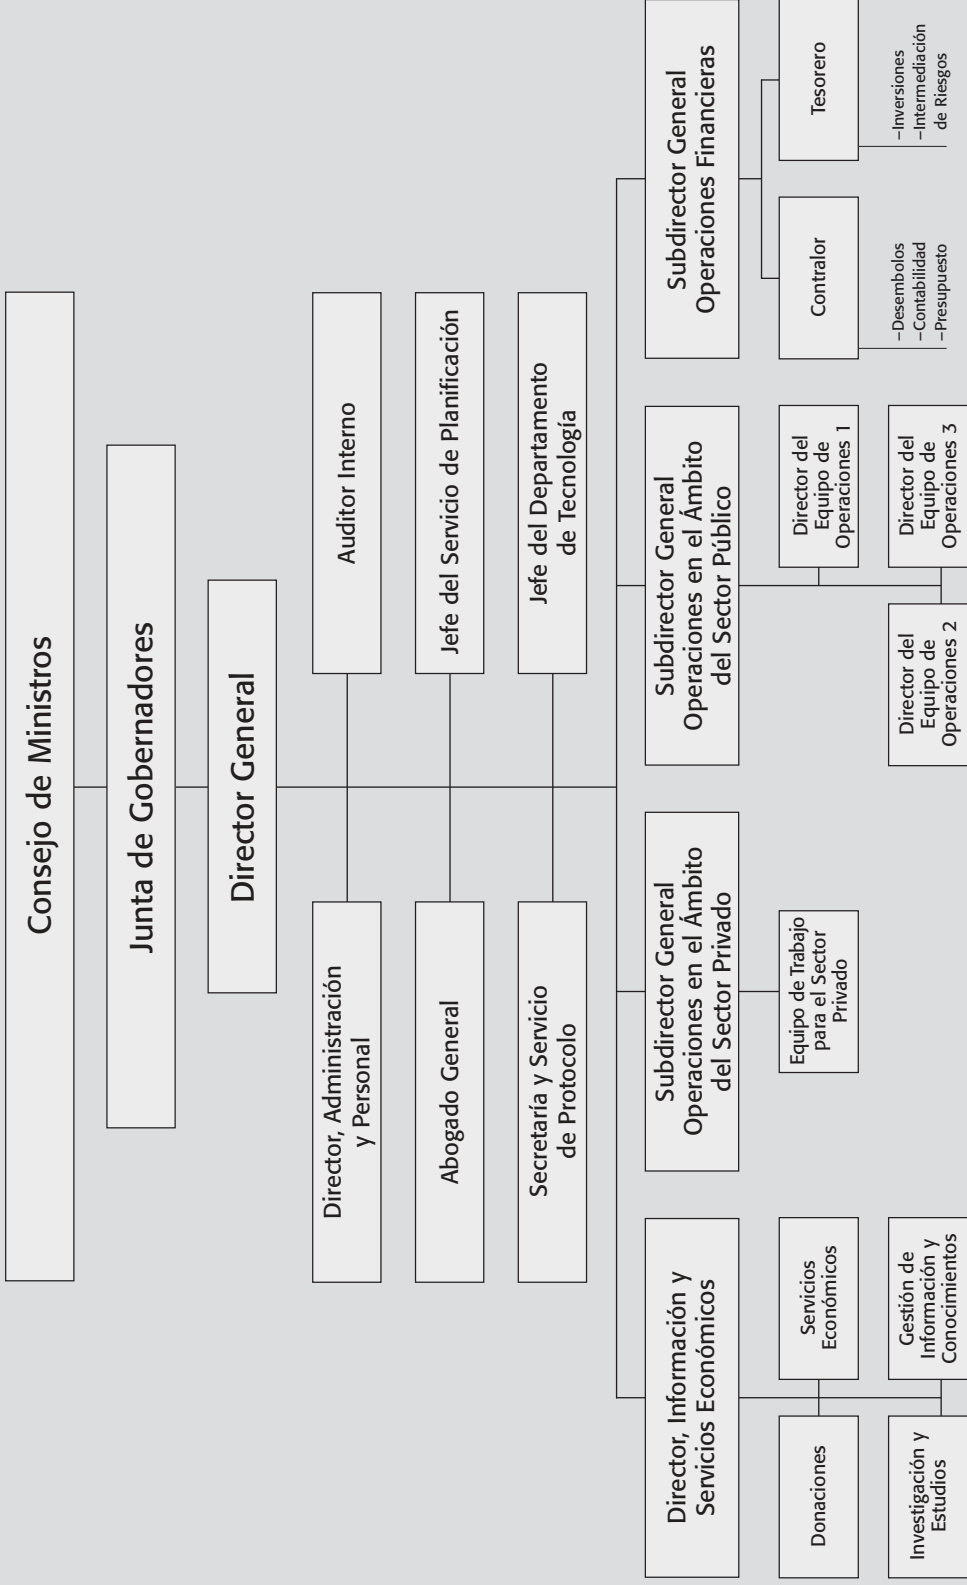 Consejo de Ministros
Junta de Gobernadores
Director General
Director, Administración
y Personal
Auditor Interno
Abogado General
Jefe del Servicio de Planificación
Secretaría y Servicio
de Protocolo
Jefe del Departamento
de Tecnología
Director, Información y
Servicios Económicos
Subdirector General
Operaciones en el Ámbito
del Sector Privado
Subdirector General
Operaciones en el Ámbito
del Sector Público
Subdirector General
Operaciones Financieras
Donaciones
Servicios
Económicos
Investigación y
Estudios
Gestión de
Información y
Conocimientos
Equipo de Trabajo
para el Sector
Privado
Director del
Equipo de
Operaciones 1
Director del
Equipo de
Operaciones 2
Director del
Equipo de
Operaciones 3
Contralor
–Desembolos
–Contabilidad
–Presupuesto
Tesorero
–Inversiones
–Intermediación
de Riesgos